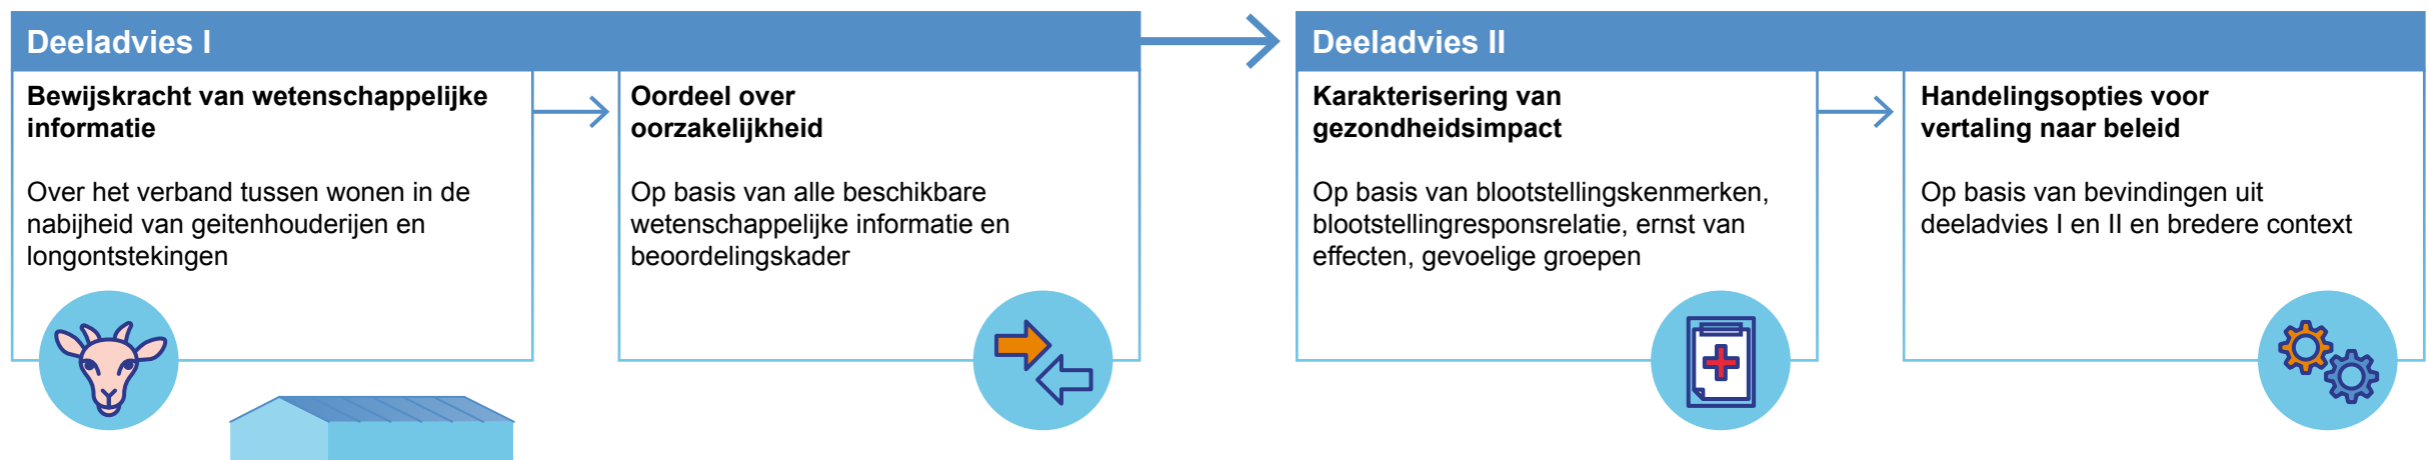 Deeladvies I
Bewijskracht van wetenschappelijke
informatie
Over het verband tussen wonen in de
nabijheid van geitenhouderijen en
longontstekingen
Oordeel over
oorzakelijkheid
Op basis van alle beschikbare
wetenschappelijke informatie en
beoordelingskader
Deeladvies II
Karakterisering van
gezondheidsimpact
Op basis van blootstellingskenmerken,
blootstellingresponsrelatie, ernst van
effecten, gevoelige groepen
Handelingsopties voor
vertaling naar beleid
Op basis van bevindingen uit
deeladvies I en II en bredere context